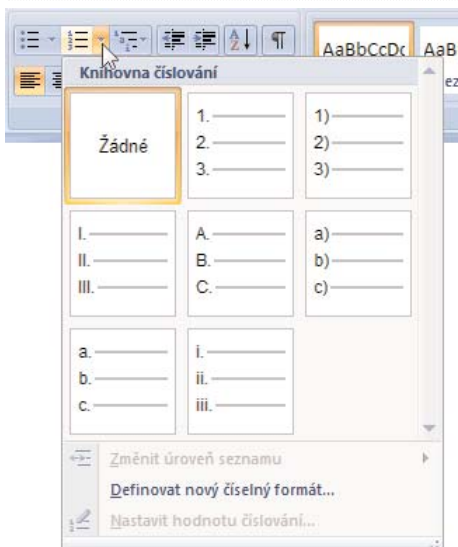 AaBbCcDc AaB
Knihovna číslování
Žádné
1.
2.
3.
1)
2)
3)
I.
II.
III.
A.
B.
C.
a)
b)
c)
a.
b.
c.
i.
ii.
iii.
Změnit úroveň seznamu
Definovat nový číselný formát...
Nastavit hodnotu číslování...